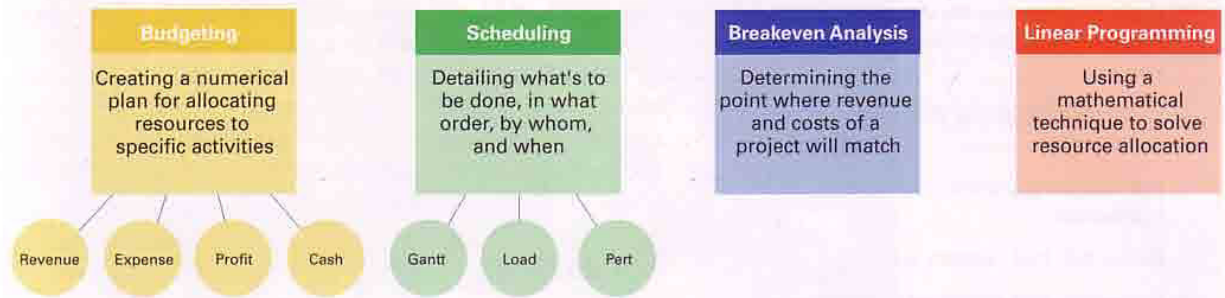 Budgeting
Creating a numerical
plan for allocating
resources to
specific activities
Revenue
Expense
Profit
Cash
Scheduling
Detailing what's to
be done, in what
order, by whom,
and when
Gantt
Load
Pert
Breakeven Analysis
Determining the
point where revenue
and costs of a
project will match
Linear Programming
Using a
mathematical
technique to solve
resource allocation